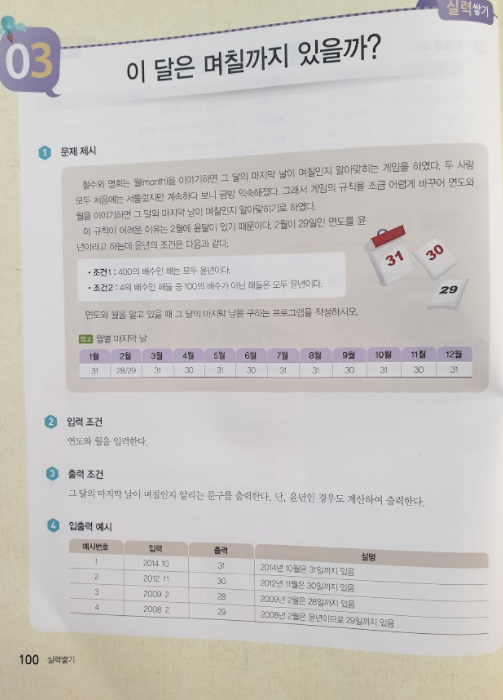 실력쌓기
03
이 달은 며칠까지 있을까?
1 문제 제시
철수와 영희는 월(month)을 이야기하면 그 달의 마지막 날이 며칠인지 알아맞히는 게임을 하였다. 두 사람
모두 처음에는 서툴렀지만 계속하다 보니 금방 익숙해졌다. 그래서 게임의 규칙을 조금 어렵게 바꾸어 연도와
월을 이야기하면 그 달의 마지막 날이 며칠인지 알아맞히기로 하였다.
이 규칙이 어려운 이유는 2월에 윤달이 있기 때문이다. 2월이 29일인 연도를 윤
년이라고 하는데 윤년의 조건은 다음과 같다.
• 조건1 : 400의 배수인 해는 모두 윤년이다.
• 조건2 : 4의 배수인 해들 중 100의 배수가 아닌 해들은 모두 윤년이다.
31
30
29
연도와 월을 알고 있을 때 그 달의 마지막 날을 구하는 프로그램을 작성하시오.
참고 월별 마지막 날
1월 2월 3월 4월 5월 6월 7월 8월 9월 10월 11월 12월
31 28/29 31 30 31 30 31 31 30 31 30 31
2 입력 조건
연도와 월을 입력한다.
3 출력 조건
그 달의 마지막 날이 며칠인지 알리는 문구를 출력한다. 단, 윤년인 경우도 계산하여 출력한다.
4 입출력 예시
예시번호 입력 출력 설명
1 2014 10 31 2014년 10월은 31일까지 있음
2 2012 11 30 2012년 11월은 30일까지 있음
3 2009 2 28 2009년 2월은 28일까지 있음
4 2008 2 29 2008년 2월은 윤년이므로 29일까지 있음
100 실력쌓기